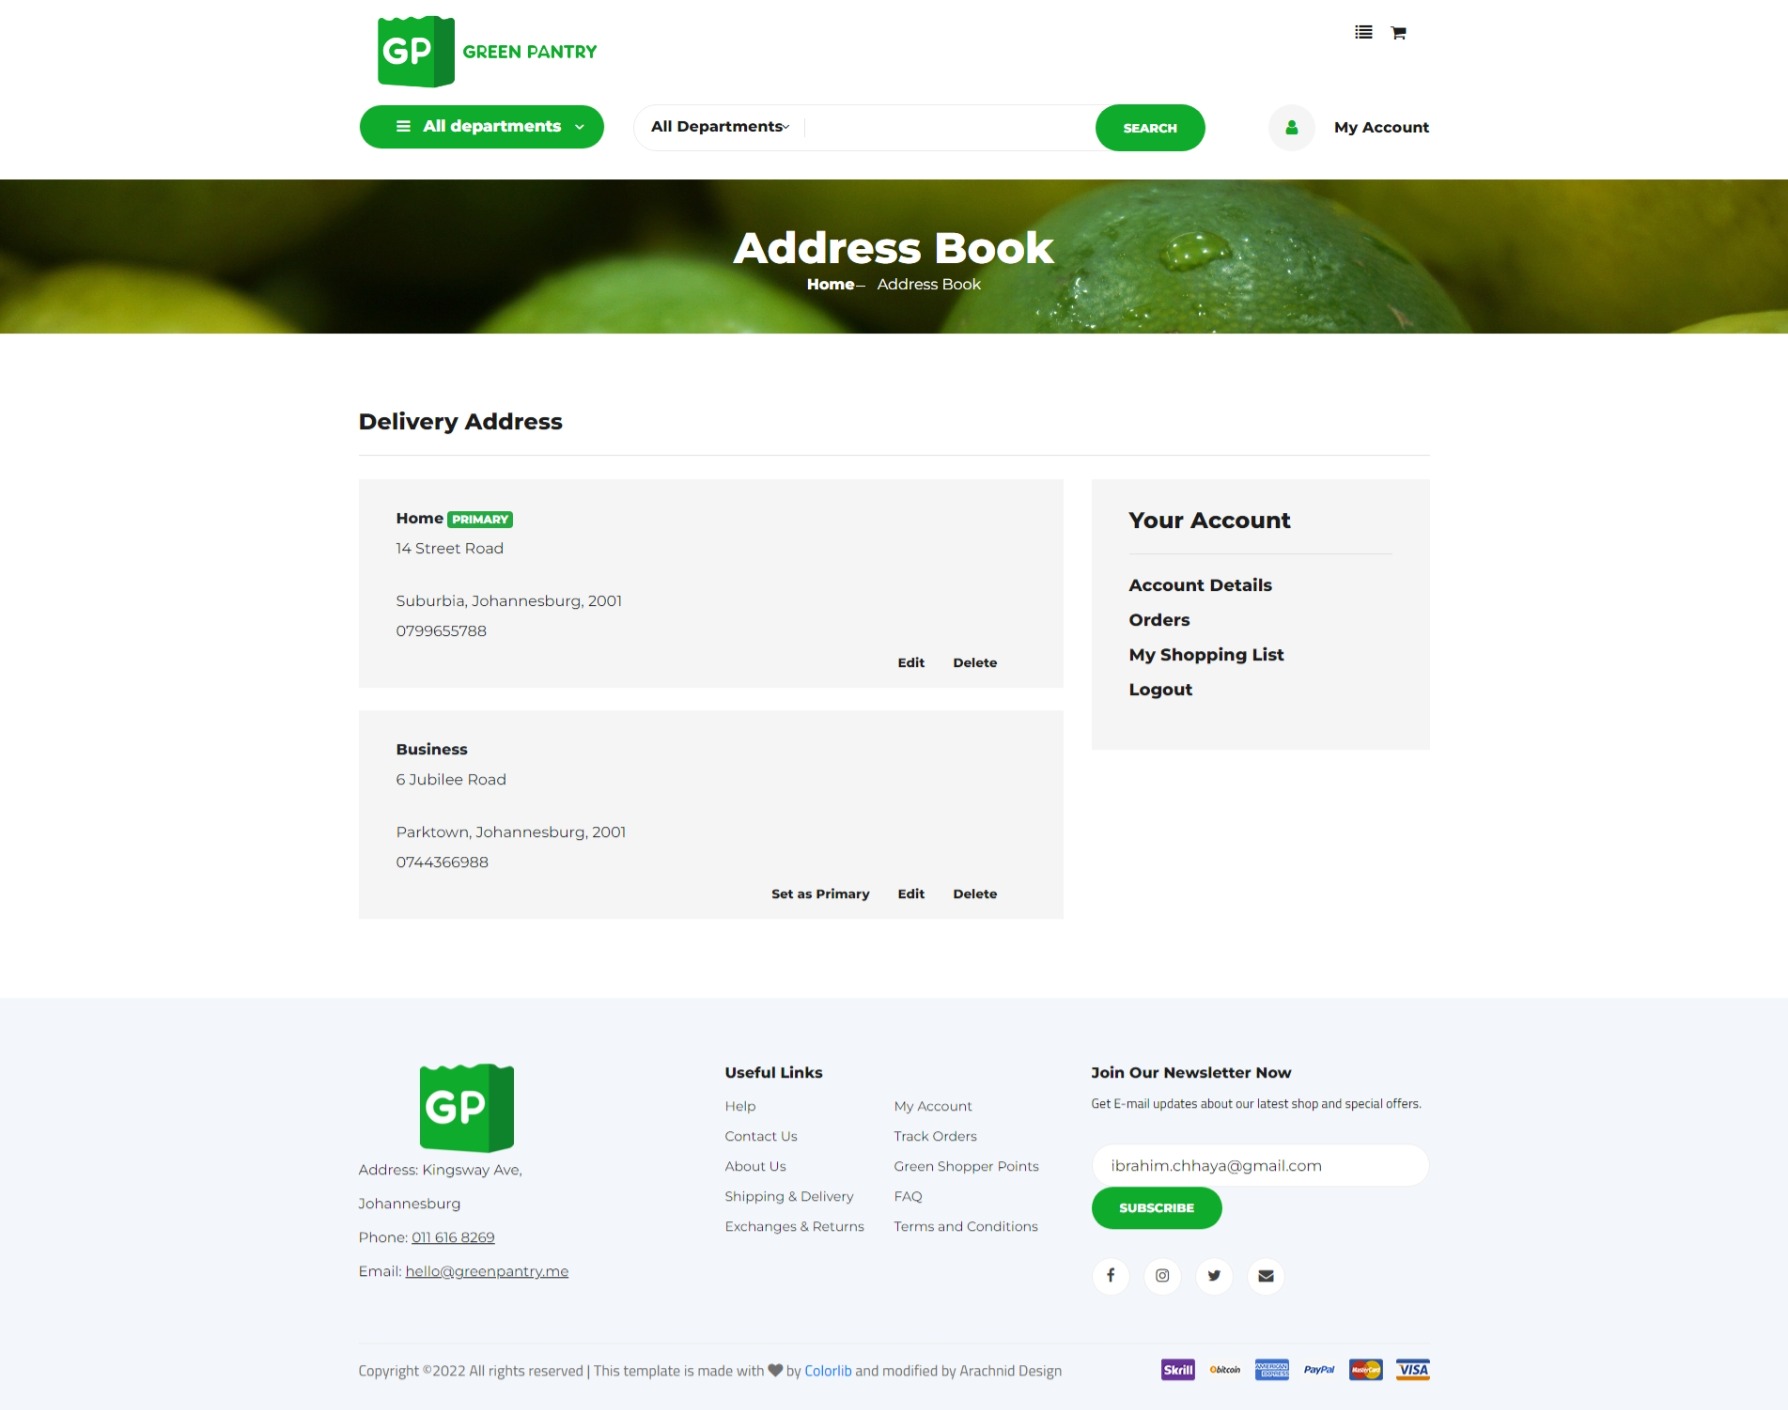 GP GREEN PANTRY
All departments
All Departments
SEARCH
My Account
Address Book
Home– Address Book
Delivery Address
Home PRIMARY
14 Street Road
Suburbia, Johannesburg, 2001
0799655788
Edit Delete
Business
6 Jubilee Road
Parktown, Johannesburg, 2001
0744366988
Set as Primary Edit Delete
Your Account
Account Details
Orders
My Shopping List
Logout
GP
Address: Kingsway Ave,
Johannesburg
Phone: 011 616 8269
Email: hello@greenpantry.me
Useful Links
Help
Contact Us
About Us
Shipping & Delivery
Exchanges & Returns
My Account
Track Orders
Green Shopper Points
FAQ
Terms and Conditions
Join Our Newsletter Now
Get E-mail updates about our latest shop and special offers.
ibrahim.chhaya@gmail.com
SUBSCRIBE
Copyright ©2022 All rights reserved | This template is made with ♥ by Colorlib and modified by Arachnid Design
Skrill bitcoin AMERICAN EXPRESS PayPal MasterCard VISA